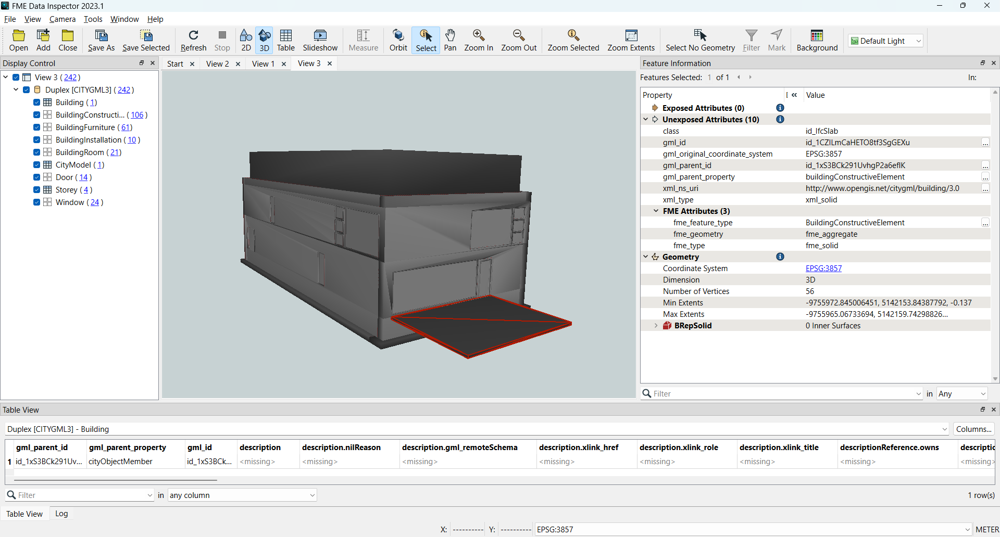 FME Data Inspector 2023.1
File View Camera Tools Window Help
Open Add Close Save As Save Selected Refresh Stop 2D 3D Table Slideshow Measure Orbit Select Pan Zoom In Zoom Out Zoom Selected Zoom Extents Select No Geometry Filter Mark Background Default Light
Display Control
View 3 (242)
Duplex [CITYGML3] (242)
Building (1)
BuildingConstructi... (106)
BuildingFurniture (61)
BuildingInstallation (10)
BuildingRoom (21)
CityModel (1)
Door (14)
Storey (4)
Window (24)
Start View 2 View 1 View 3
Feature Information
Features Selected: 1 of 1 In:
Property Value
Exposed Attributes (0)
Unexposed Attributes (10)
class id_IfcSlab
gml_id id_1CZILmCaHETO8tf3SgGEXu ...
gml_original_coordinate_system EPSG:3857
gml_parent_id id_1xS3BCk291UvhgP2a6eflK ...
gml_parent_property buildingConstructiveElement ...
xml_ns_uri http://www.opengis.net/citygml/building/3.0 ...
xml_type xml_solid
FME Attributes (3)
fme_feature_type BuildingConstructiveElement ...
fme_geometry fme_aggregate
fme_type fme_solid
Geometry
Coordinate System EPSG:3857
Dimension 3D
Number of Vertices 56
Min Extents -9755972.845006451, 5142153.84387792, -0.137
Max Extents -9755965.06733694, 5142159.74298826...
BRepSolid 0 Inner Surfaces
Filter in Any
Table View
Duplex [CITYGML3] - Building Columns...
gml_parent_id gml_parent_property gml_id description description.nilReason description.gml_remoteSchema description.xlink_href description.xlink_role description.xlink_title descriptionReference.owns descriptic
1 id_1xS3BCk291Uv... cityObjectMember id_1xS3BCk... <missing> <missing> <missing> <missing> <missing> <missing> <missing> <missing>
Filter in any column 1 row(s)
Table View Log
X: ---------- Y: ---------- EPSG:3857 METER